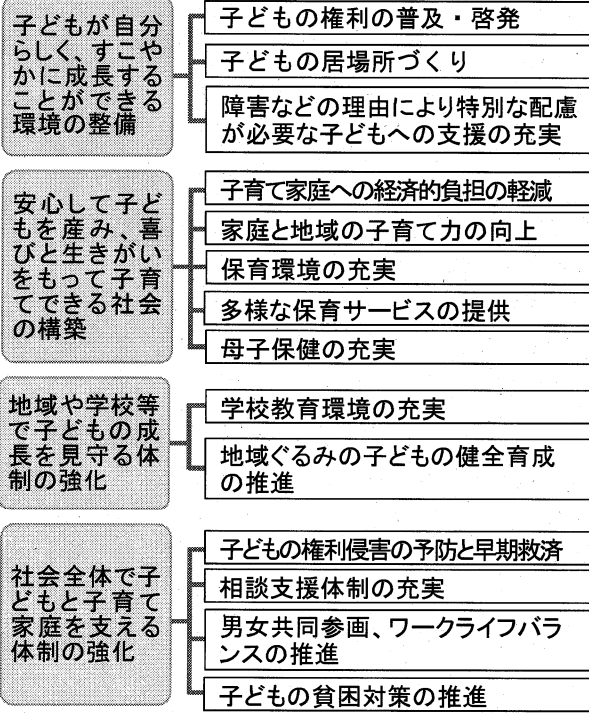 子どもが自分
らしく、すこや
かに成長する
ことができる
環境の整備
子どもの権利の普及・啓発
子どもの居場所づくり
障害などの理由により特別な配慮
が必要な子どもへの支援の充実
安心して子ど
もを産み、喜
びと生きがい
をもって子育
てできる社会
の構築
子育て家庭への経済的負担の軽減
家庭と地域の子育て力の向上
保育環境の充実
多様な保育サービスの提供
母子保健の充実
地域や学校等
で子どもの成
長を見守る体
制の強化
学校教育環境の充実
地域ぐるみの子どもの健全育成
の推進
社会全体で子
どもと子育て
家庭を支える
体制の強化
子どもの権利侵害の予防と早期救済
相談支援体制の充実
男女共同参画、ワークライフバラ
ンスの推進
子どもの貧困対策の推進